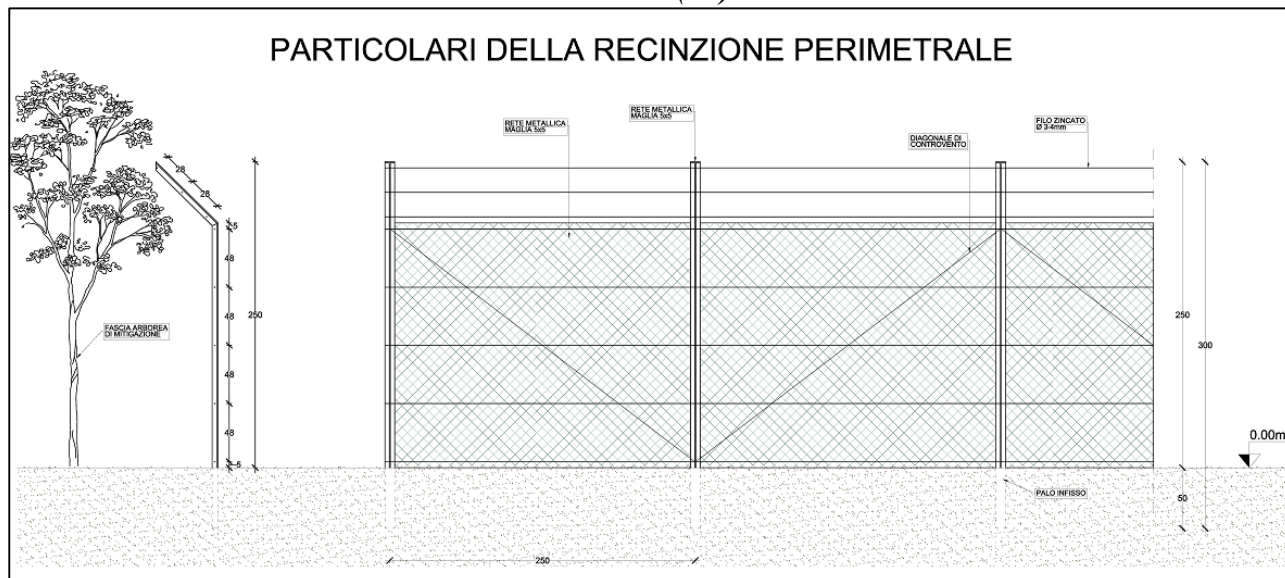 PARTICOLARI DELLA RECINZIONE PERIMETRALE
RETE METALLICA
MAGLIA 5x5
RETE METALLICA
MAGLIA 5x5
FILO ZINCATO
Ø 3-4mm
DIAGONALE DI
CONTROVENTO
28
28
5
48
48
48
48
5
250
FASCIA ARBOREA
DI MITIGAZIONE
250
300
0.00m
50
PALO INFISSO
250